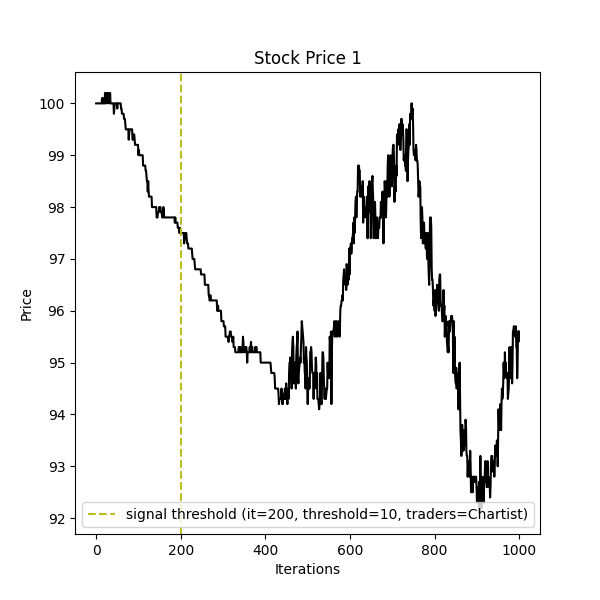 Stock Price 1
Price
100
99
98
97
96
95
94
93
92
signal threshold (it=200, threshold=10, traders=Chartist)
0 200 400 600 800 1000
Iterations